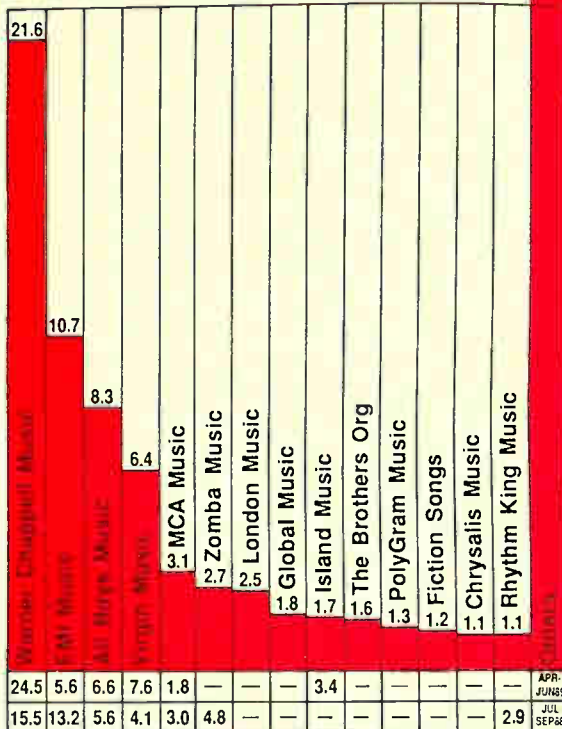 21.6
10.7
8.3
6.4
3.1
2.7
2.5
1.8
1.7
1.6
1.3
1.2
1.1
1.1
Warner Chappell Music
EMI Music
All Boys Music
Virgin Music
MCA Music
Zomba Music
London Music
Global Music
Island Music
The Brothers Org
PolyGram Music
Fiction Songs
Chrysalis Music
Rhythm King Music
24.5 5.6 6.6 7.6 1.8 — — — 3.4 — — — — — APR-
JUN89
15.5 13.2 5.6 4.1 3.0 4.8 — — — — — — — 2.9 JUL
SEP88